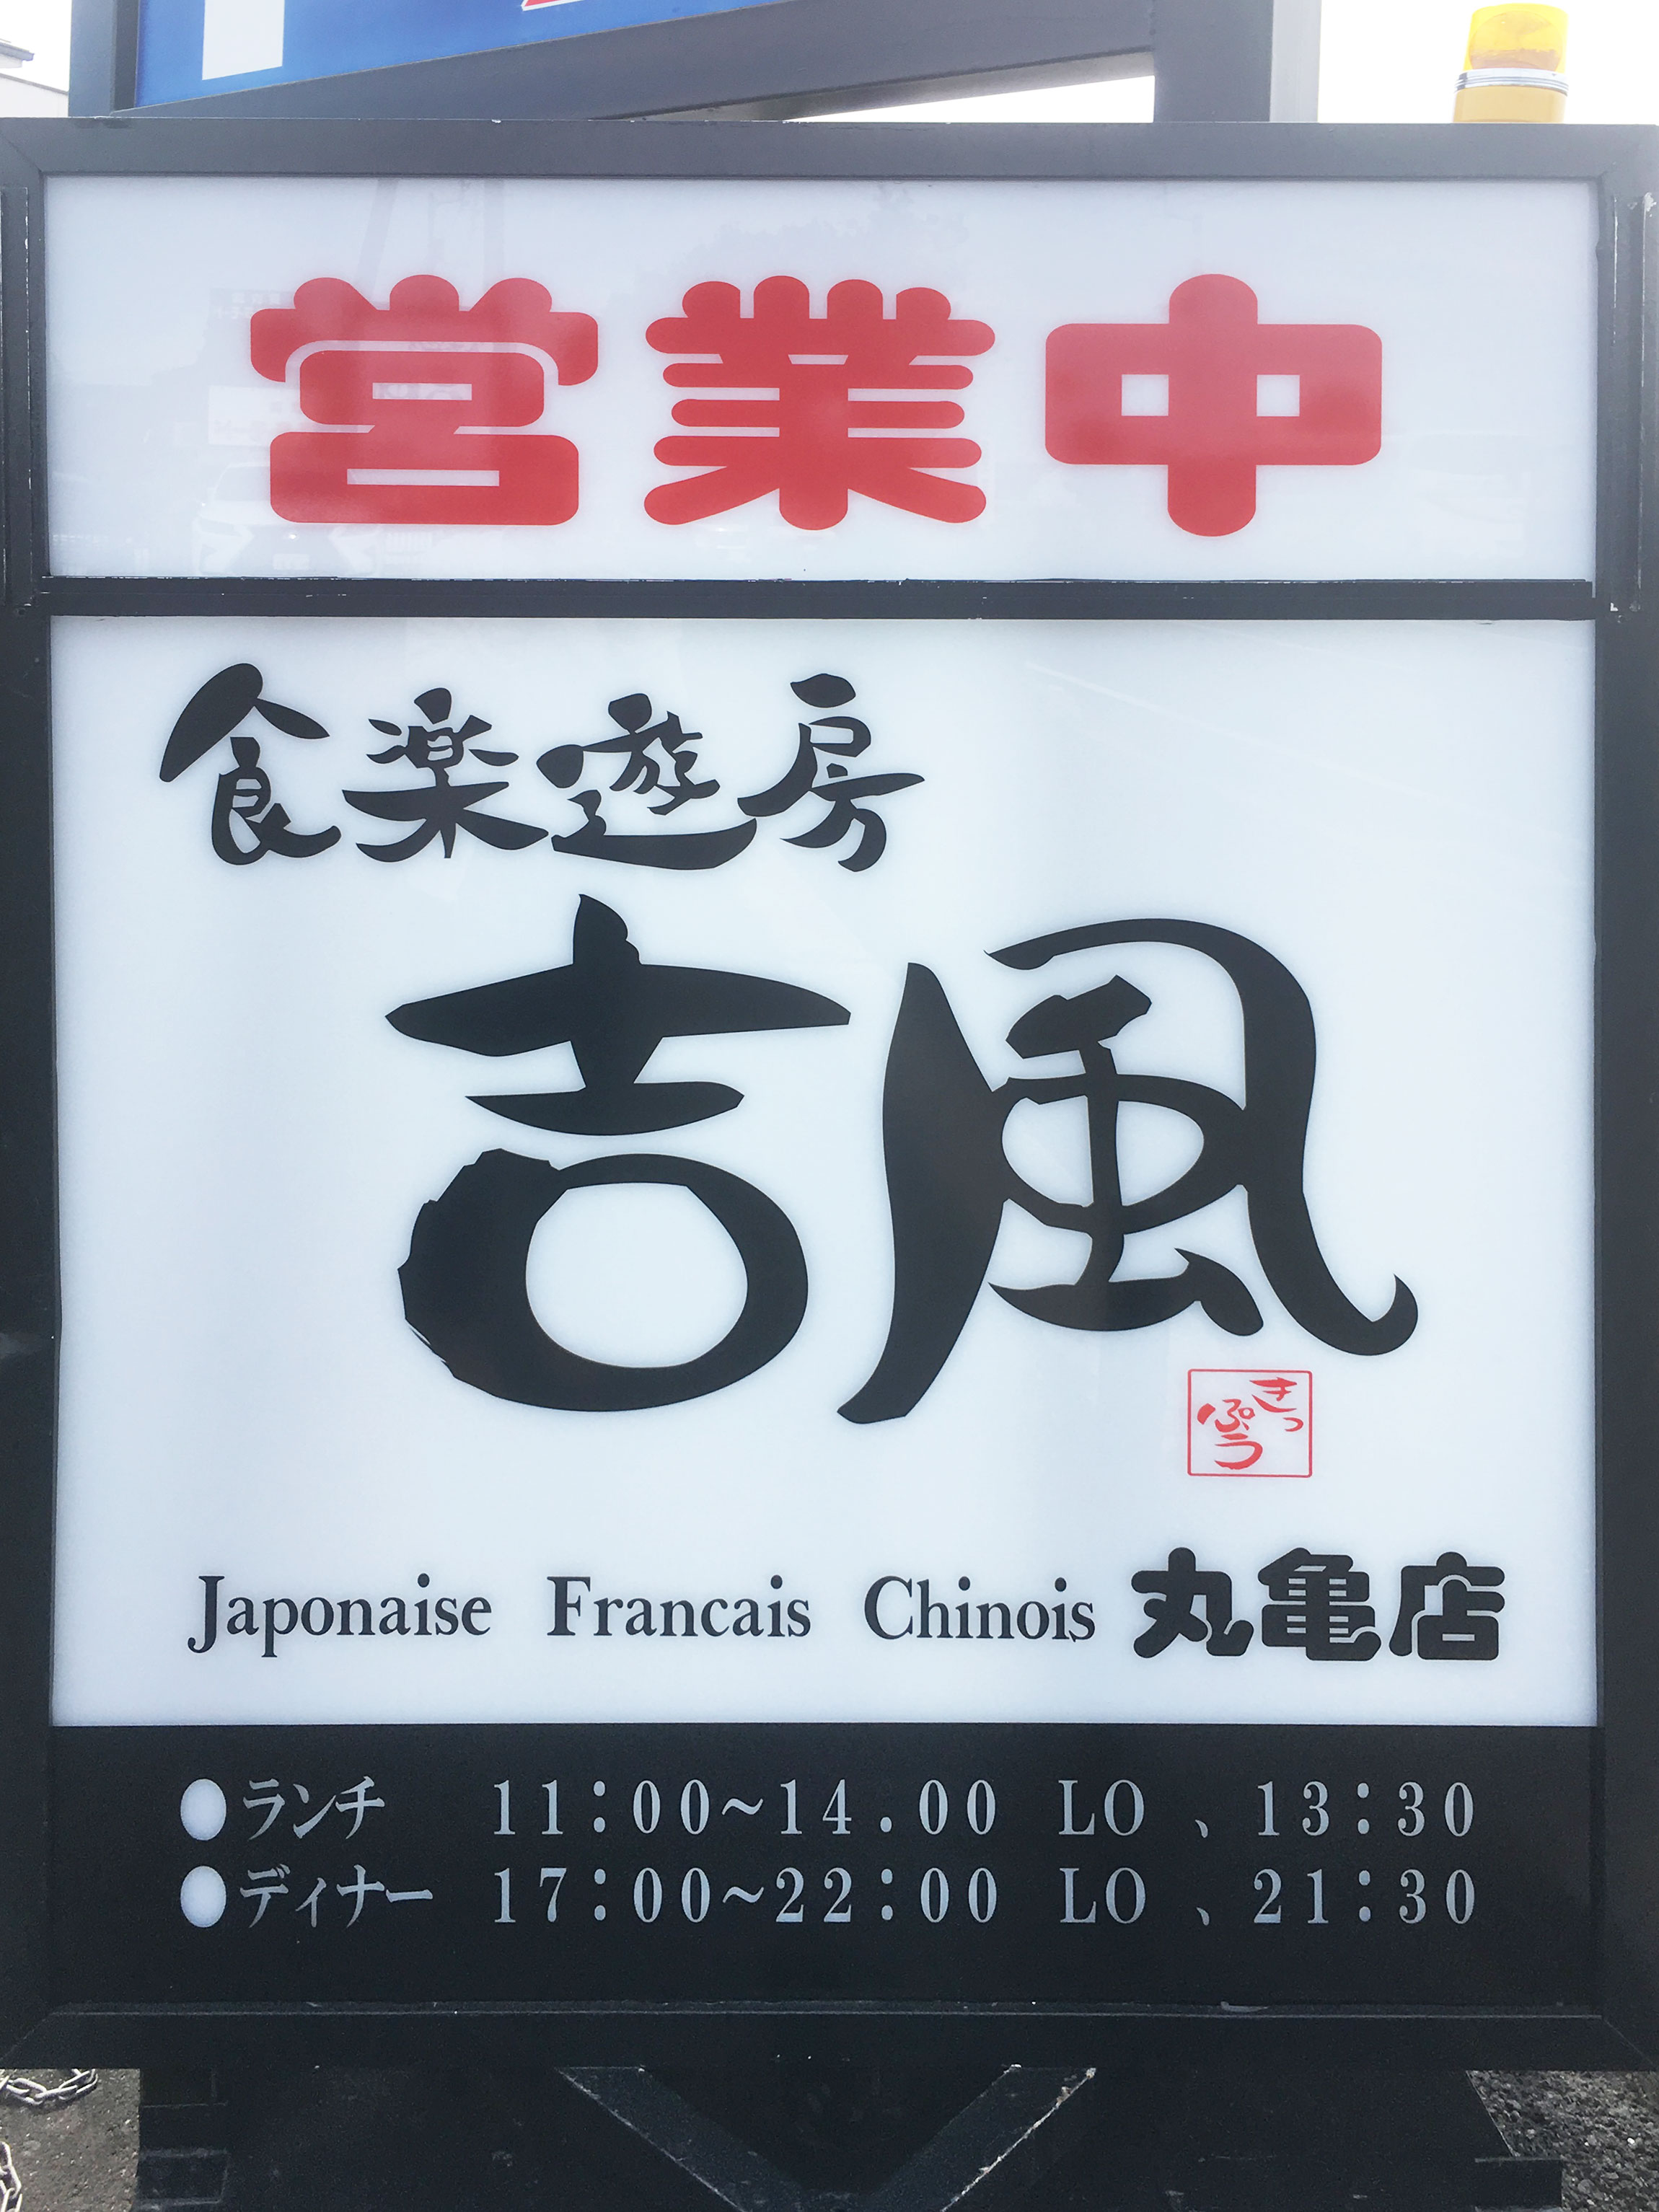 営業中
食楽遊房
吉風
きっ
ぷう
Japonaise Francais Chinois 丸亀店
●ランチ 11:00~14.00 LO 、13:30
●ディナー 17:00~22:00 LO 、21:30